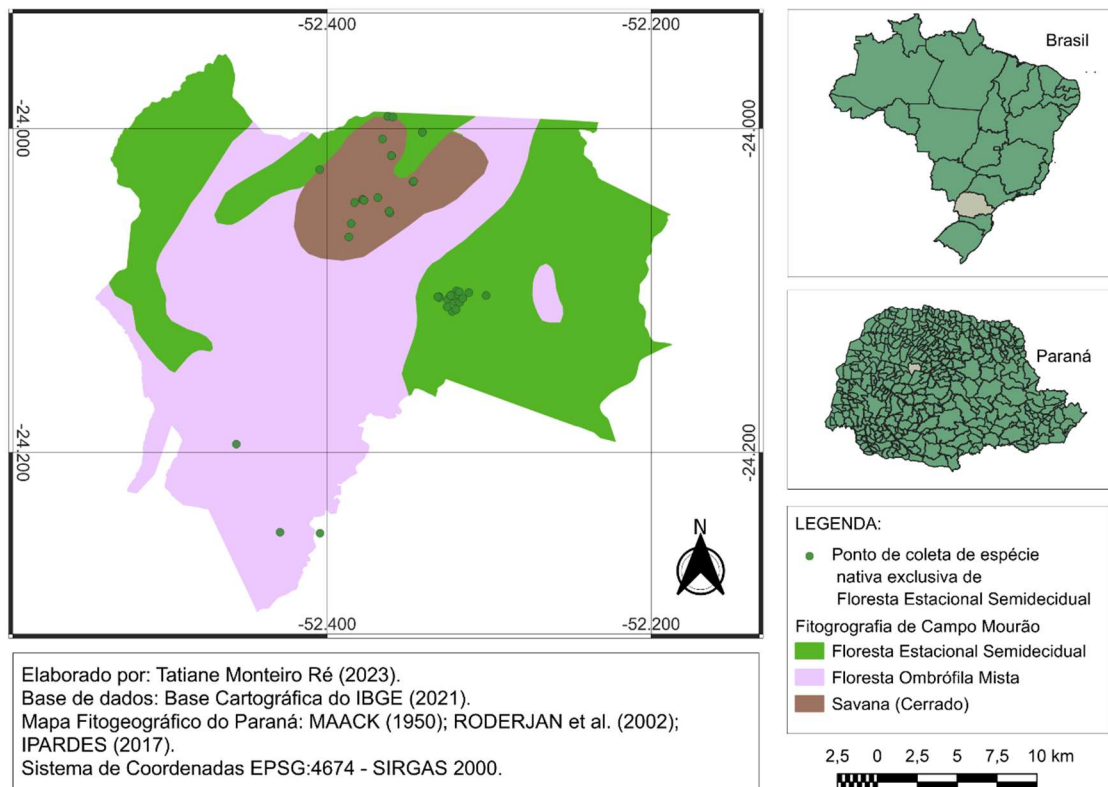 -52.400
-52.200
-24.000
-24.000
-24.200
-24.200
N
-52.400
-52.200
Brasil
Paraná
LEGENDA:
Ponto de coleta de espécie
nativa exclusiva de
Floresta Estacional Semidecidual
Fitogrografia de Campo Mourão
Floresta Estacional Semidecidual
Floresta Ombrófila Mista
Savana (Cerrado)
2,5 0 2,5 5 7,5 10 km
Elaborado por: Tatiane Monteiro Ré (2023).
Base de dados: Base Cartográfica do IBGE (2021).
Mapa Fitogeográfico do Paraná: MAACK (1950); RODERJAN et al. (2002);
IPARDES (2017).
Sistema de Coordenadas EPSG:4674 - SIRGAS 2000.